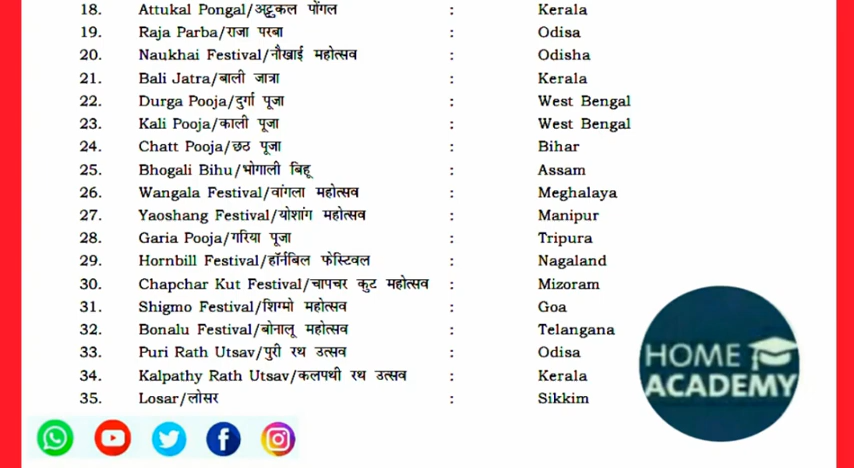 18. Attukal Pongal/अट्टुकल पोंगल : Kerala
19. Raja Parba/राजा परबा : Odisa
20. Naukhai Festival/नौखाई महोत्सव : Odisha
21. Bali Jatra/बाली जात्रा : Kerala
22. Durga Pooja/दुर्गा पूजा : West Bengal
23. Kali Pooja/काली पूजा : West Bengal
24. Chatt Pooja/छठ पूजा : Bihar
25. Bhogali Bihu/भोगाली बिहू : Assam
26. Wangala Festival/वांगला महोत्सव : Meghalaya
27. Yaoshang Festival/योशांग महोत्सव : Manipur
28. Garia Pooja/गरिया पूजा : Tripura
29. Hornbill Festival/हॉर्नबिल फेस्टिवल : Nagaland
30. Chapchar Kut Festival/चापचर कुट महोत्सव : Mizoram
31. Shigmo Festival/शिग्मो महोत्सव : Goa
32. Bonalu Festival/बोनालू महोत्सव : Telangana
33. Puri Rath Utsav/पुरी रथ उत्सव : Odisa
34. Kalpathy Rath Utsav/कलपथी रथ उत्सव : Kerala
35. Losar/लोसर : Sikkim
HOME
ACADEMY